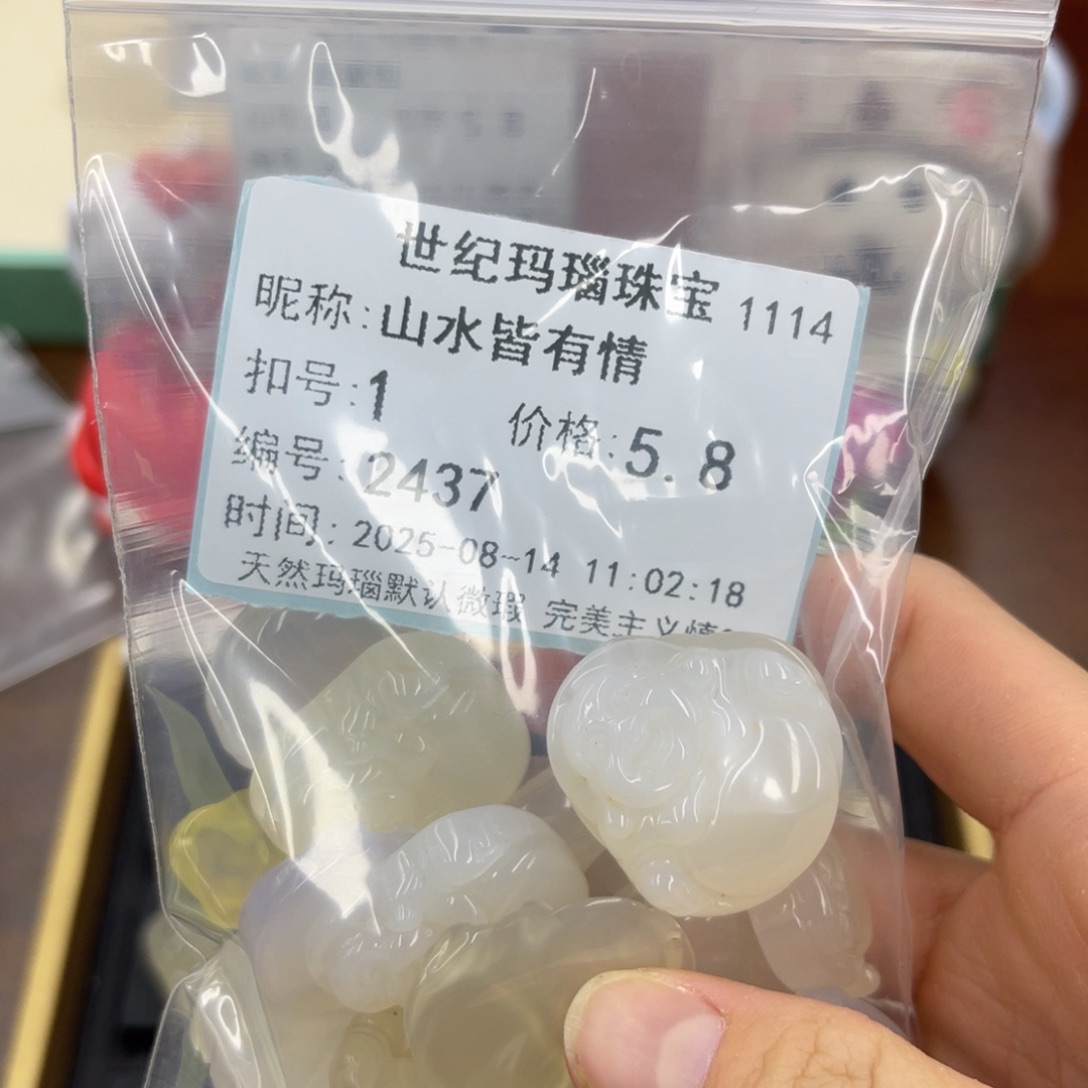 世纪玛瑙珠宝 1114
昵称:山水皆有情
扣号:1 价格:5.8
编号:2437
时间:2025-08-14 11:02:18
天然玛瑙默认微瑕 完美主义